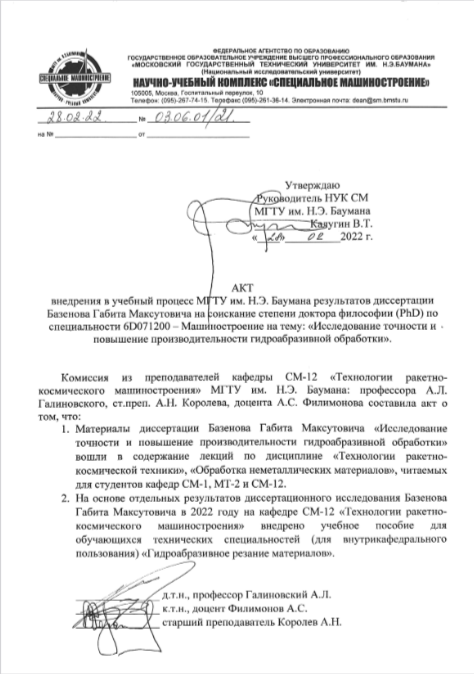 СПЕЦИАЛЬНОЕ МАШИНОСТРОЕНИЕ
ФЕДЕРАЛЬНОЕ АГЕНТСТВО ПО ОБРАЗОВАНИЮ
ГОСУДАРСТВЕННОЕ ОБРАЗОВАТЕЛЬНОЕ УЧРЕЖДЕНИЕ ВЫСШЕГО ПРОФЕССИОНАЛЬНОГО ОБРАЗОВАНИЯ
«МОСКОВСКИЙ ГОСУДАРСТВЕННЫЙ ТЕХНИЧЕСКИЙ УНИВЕРСИТЕТ ИМ. Н.Э.БАУМАНА»
(Национальный исследовательский университет)
НАУЧНО-УЧЕБНЫЙ КОМПЛЕКС «СПЕЦИАЛЬНОЕ МАШИНОСТРОЕНИЕ»
105005, Москва, Госпитальный переулок, 10
Телефон: (095)-267-74-15. Телефакс (095)-261-36-14. Электронная почта: dean@sm.bmstu.ru
28.02.22 № 03.06.01/21
на № от
Утверждаю
Руководитель НУК СМ
МГТУ им. Н.Э. Баумана
Калугин В.Т.
« 28» 02 2022 г.
АКТ
внедрения в учебный процесс МГТУ им. Н.Э. Баумана результатов диссертации
Базенова Габита Максутовича на соискание степени доктора философии (PhD) по
специальности 6D071200 – Машиностроение на тему: «Исследование точности и
повышение производительности гидроабразивной обработки».
Комиссия из преподавателей кафедры СМ-12 «Технологии ракетно-
космического машиностроения» МГТУ им. Н.Э. Баумана: профессора А.Л.
Галиновского, ст.преп. А.Н. Королева, доцента А.С. Филимонова составила акт о
том, что:
1. Материалы диссертации Базенова Габита Максутовича «Исследование
точности и повышение производительности гидроабразивной обработки»
вошли в содержание лекций по дисциплине «Технологии ракетно-
космической техники», «Обработка неметаллических материалов», читаемых
для студентов кафедр СМ-1, МТ-2 и СМ-12.
2. На основе отдельных результатов диссертационного исследования Базенова
Габита Максутовича в 2022 году на кафедре СМ-12 «Технологии ракетно-
космического машиностроения» внедрено учебное пособие для
обучающихся технических специальностей (для внутрикафедрального
пользования) «Гидроабразивное резание материалов».
д.т.н., профессор Галиновский А.Л.
к.т.н., доцент Филимонов А.С.
старший преподаватель Королев А.Н.